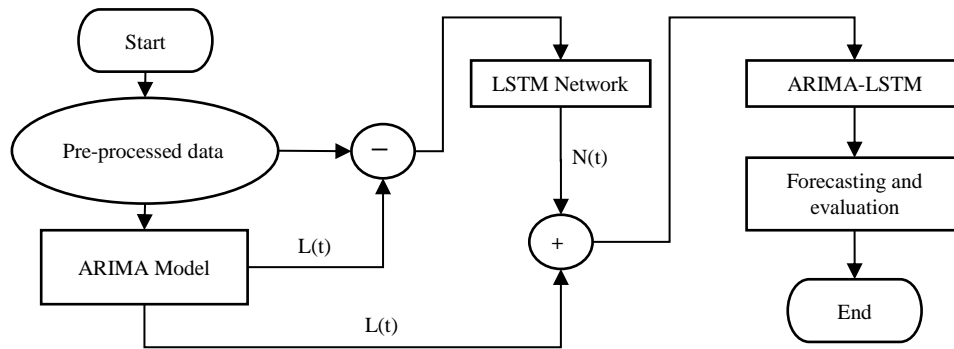 Start
Pre-processed data
−
ARIMA Model
L(t)
L(t)
LSTM Network
N(t)
+
ARIMA-LSTM
Forecasting and
evaluation
End